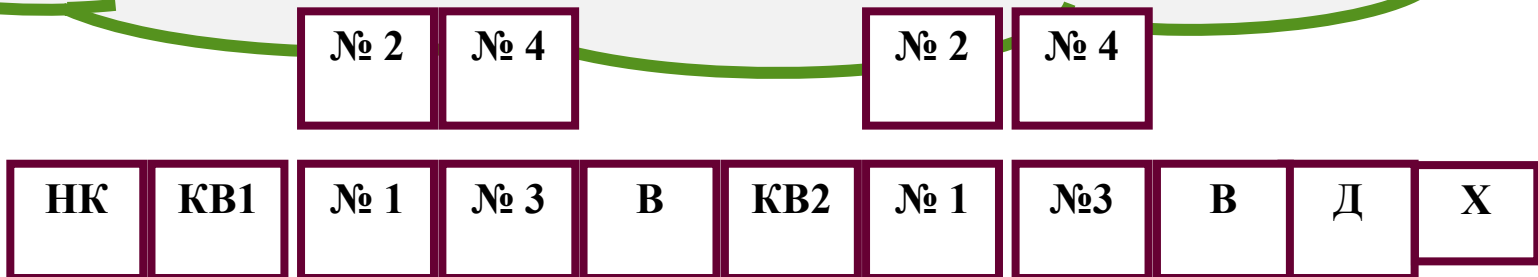 № 2 № 4 № 2 № 4
НК КВ1 № 1 № 3 В КВ2 № 1 №3 В Д Х